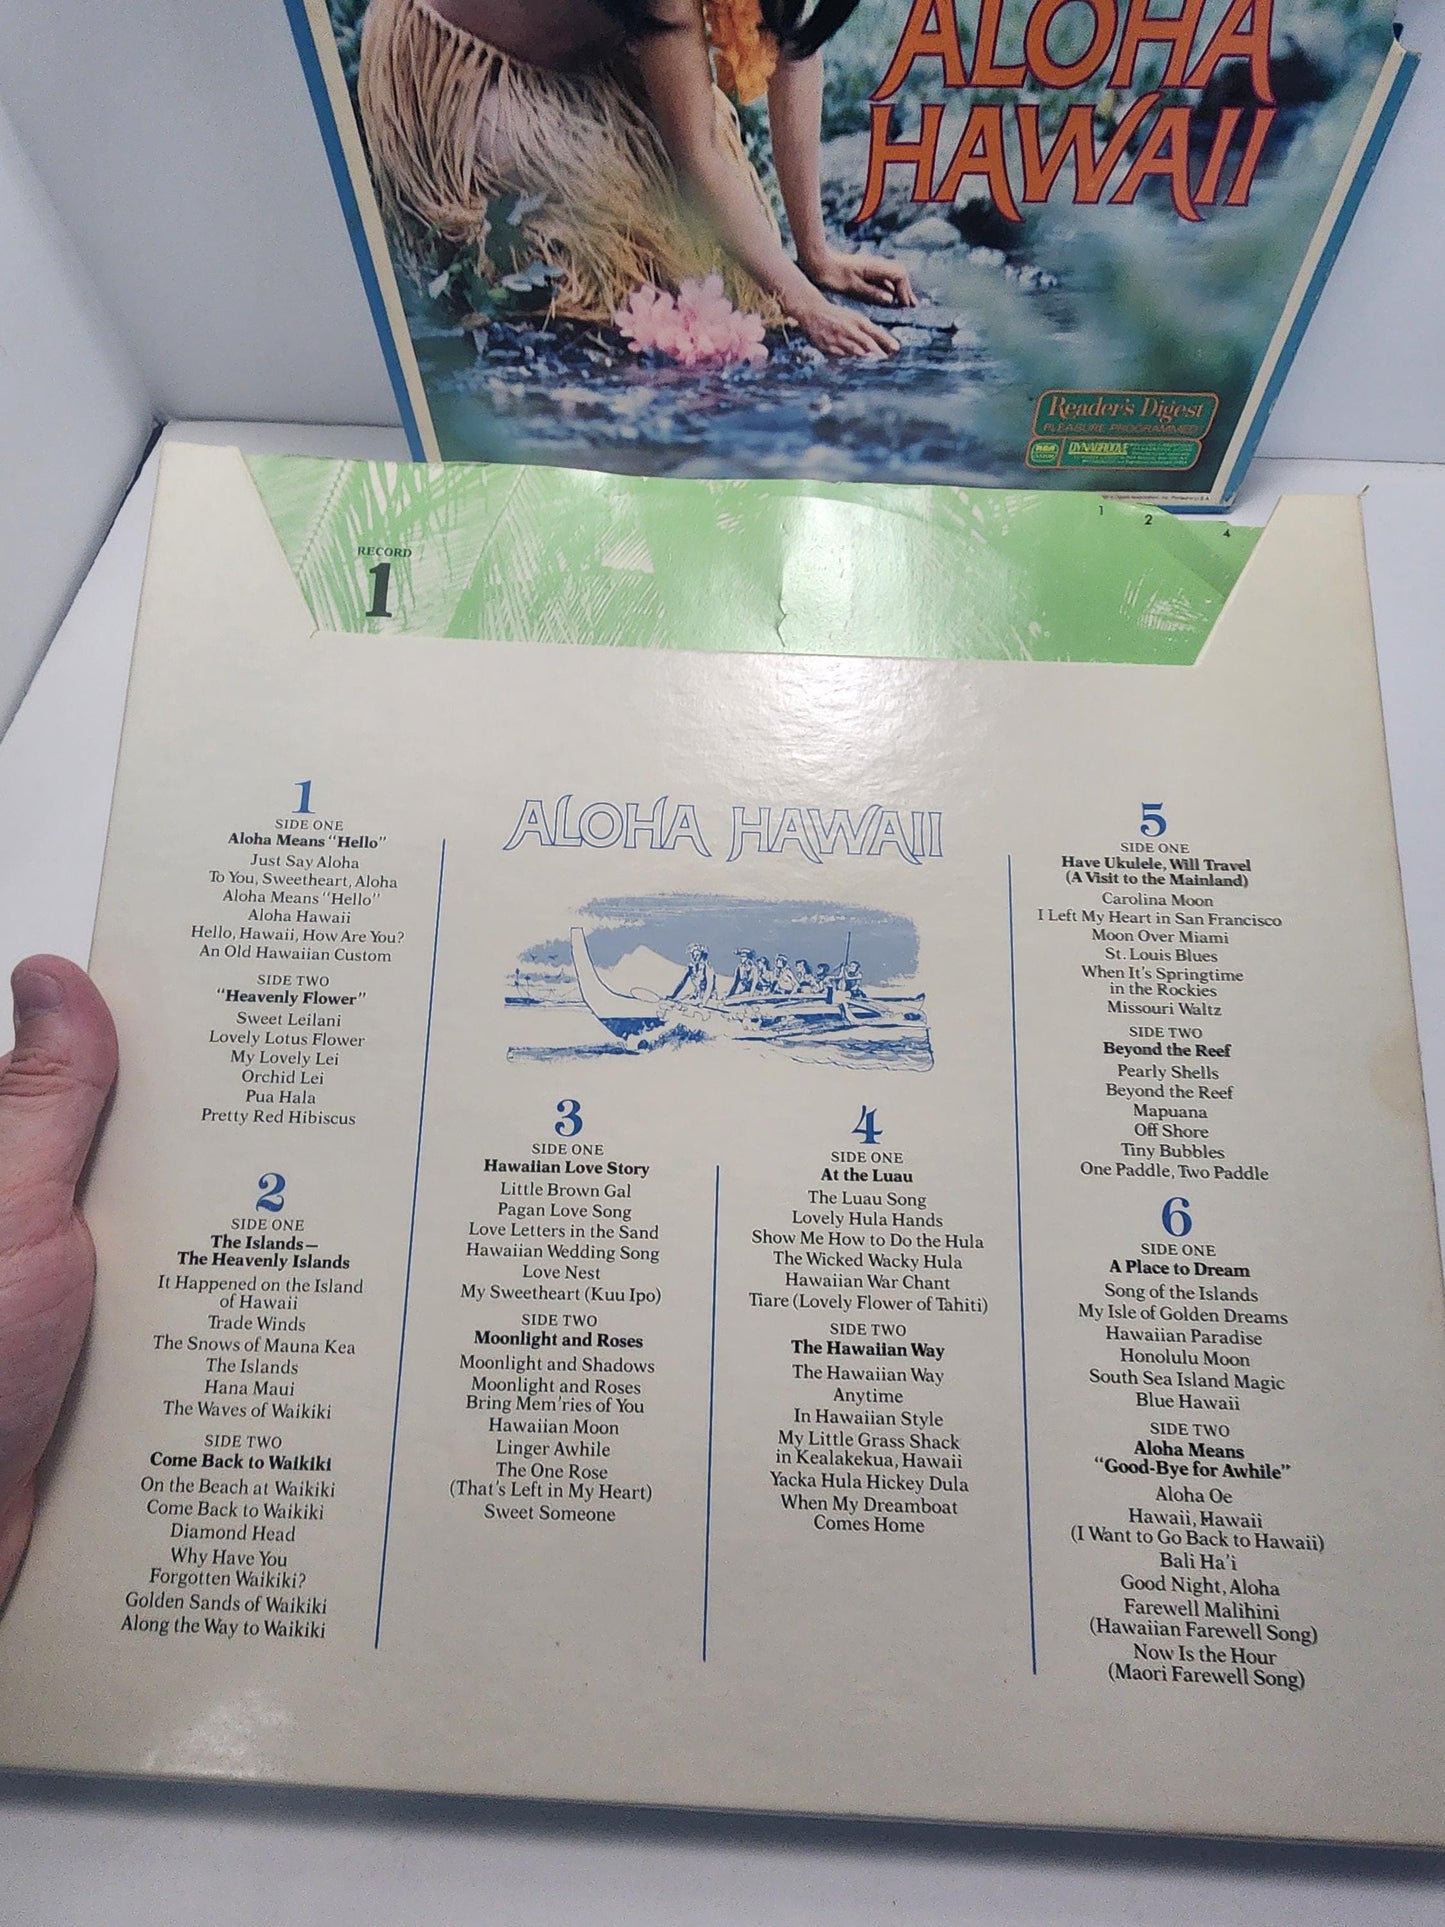 ALOHA
HAWAII
Reader's Digest
PLEASURE PROGRAMMED
RCA
DYNAGROOVE
1
2
4
RECORD
1
ALOHA HAWAII
1
SIDE ONE
Aloha Means "Hello"
Just Say Aloha
To You, Sweetheart, Aloha
Aloha Means "Hello"
Aloha Hawaii
Hello, Hawaii, How Are You?
An Old Hawaiian Custom
SIDE TWO
"Heavenly Flower"
Sweet Leilani
Lovely Lotus Flower
My Lovely Lei
Orchid Lei
Pua Hala
Pretty Red Hibiscus
2
SIDE ONE
The Islands—
The Heavenly Islands
It Happened on the Island
of Hawaii
Trade Winds
The Snows of Mauna Kea
The Islands
Hana Maui
The Waves of Waikiki
SIDE TWO
Come Back to Waikiki
On the Beach at Waikiki
Come Back to Waikiki
Diamond Head
Why Have You
Forgotten Waikiki?
Golden Sands of Waikiki
Along the Way to Waikiki
3
SIDE ONE
Hawaiian Love Story
Little Brown Gal
Pagan Love Song
Love Letters in the Sand
Hawaiian Wedding Song
Love Nest
My Sweetheart (Kuu Ipo)
SIDE TWO
Moonlight and Roses
Moonlight and Shadows
Moonlight and Roses
Bring Mem'ries of You
Hawaiian Moon
Linger Awhile
The One Rose
(That's Left in My Heart)
Sweet Someone
4
SIDE ONE
At the Luau
The Luau Song
Lovely Hula Hands
Show Me How to Do the Hula
The Wicked Wacky Hula
Hawaiian War Chant
Tiare (Lovely Flower of Tahiti)
SIDE TWO
The Hawaiian Way
The Hawaiian Way
Anytime
In Hawaiian Style
My Little Grass Shack
in Kealakekua, Hawaii
Yacka Hula Hickey Dula
When My Dreamboat
Comes Home
5
SIDE ONE
Have Ukulele, Will Travel
(A Visit to the Mainland)
Carolina Moon
I Left My Heart in San Francisco
Moon Over Miami
St. Louis Blues
When It's Springtime
in the Rockies
Missouri Waltz
SIDE TWO
Beyond the Reef
Pearly Shells
Beyond the Reef
Mapuana
Off Shore
Tiny Bubbles
One Paddle, Two Paddle
6
SIDE ONE
A Place to Dream
Song of the Islands
My Isle of Golden Dreams
Hawaiian Paradise
Honolulu Moon
South Sea Island Magic
Blue Hawaii
SIDE TWO
Aloha Means
"Good-Bye for Awhile"
Aloha Oe
Hawaii, Hawaii
(I Want to Go Back to Hawaii)
Bali Ha'i
Good Night, Aloha
Farewell Malihini
(Hawaiian Farewell Song)
Now Is the Hour
(Maori Farewell Song)